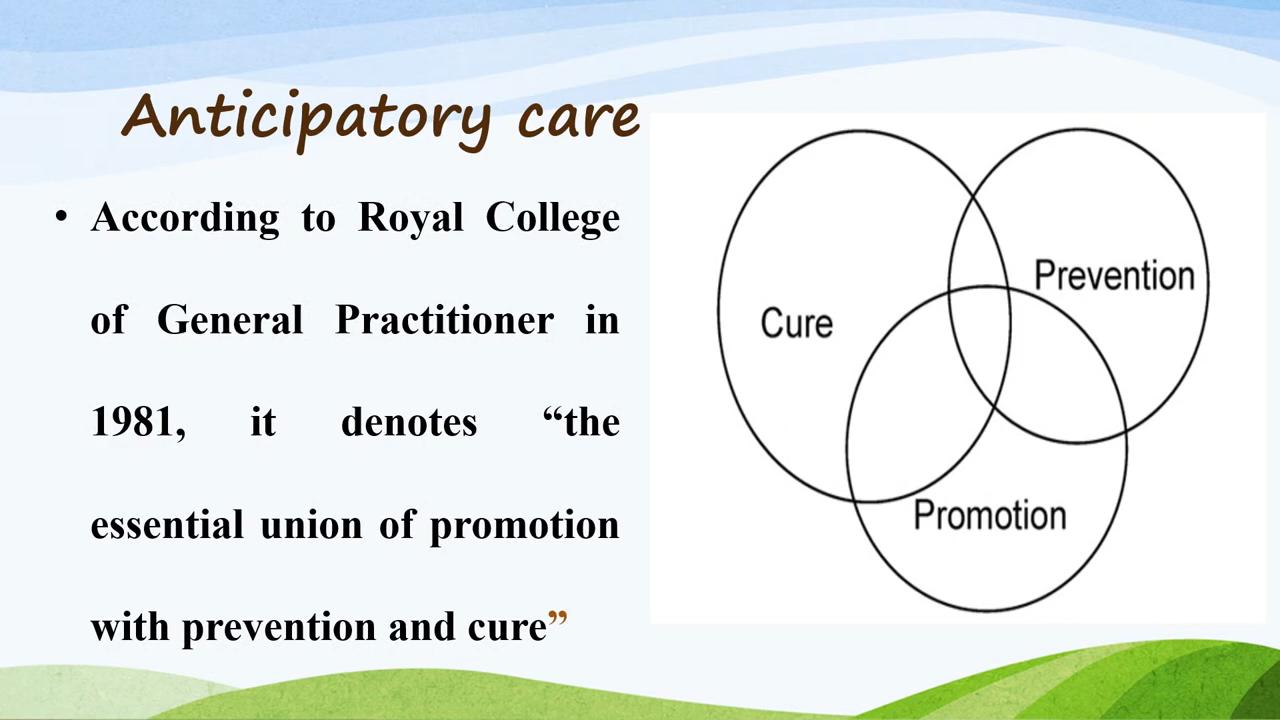 Anticipatory care
• According to Royal College
of General Practitioner in
1981, it denotes “the
essential union of promotion
with prevention and cure”
Prevention
Cure
Promotion